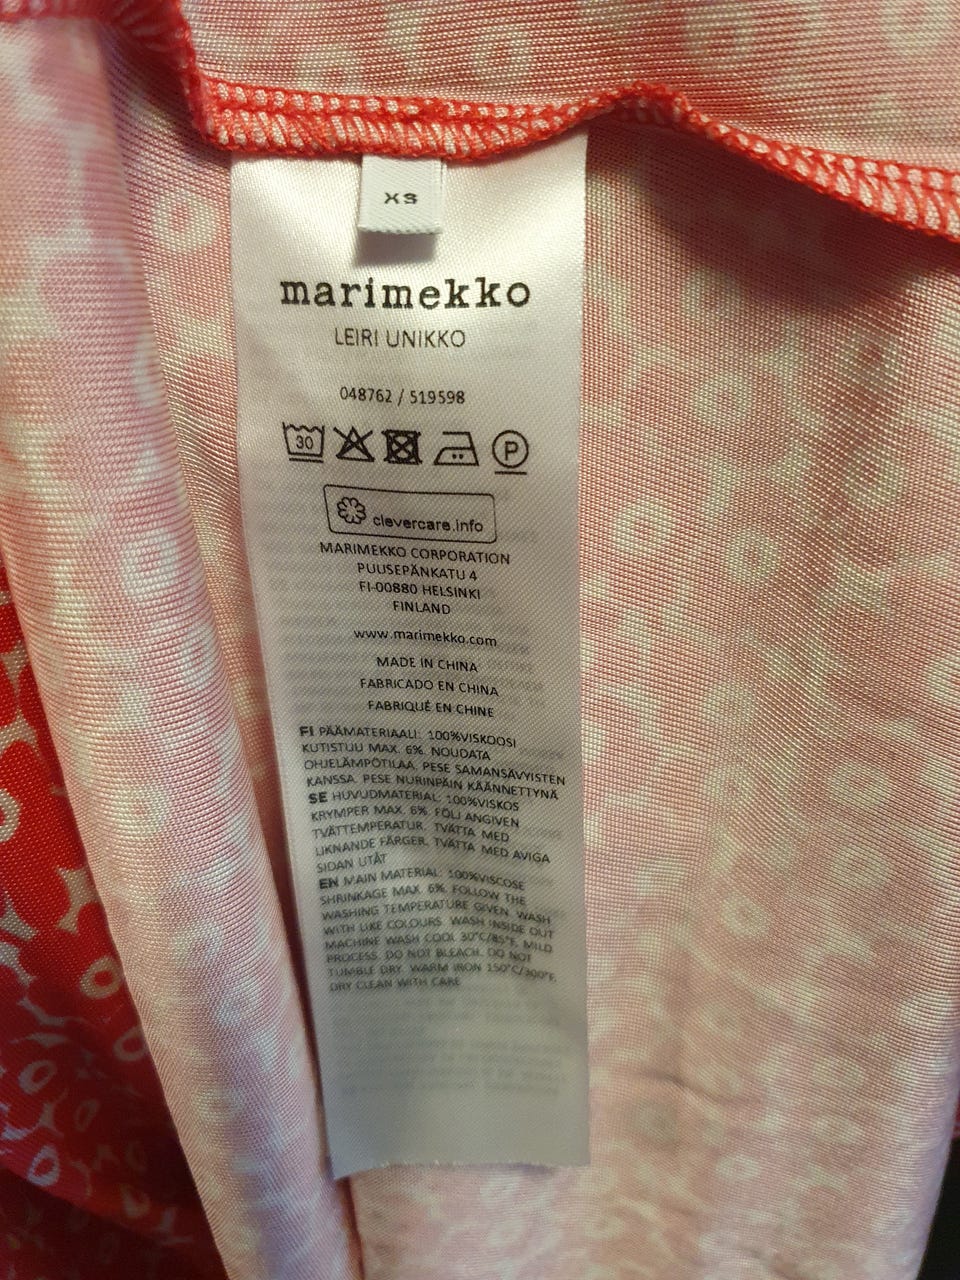 XS
marimekko
LEIRI UNIKKO
048762 / 519598
30 P
clevercare.info
MARIMEKKO CORPORATION
PUUSEPÄNKATU 4
FI-00880 HELSINKI
FINLAND
www.marimekko.com
MADE IN CHINA
FABRICADO EN CHINA
FABRIQUÉ EN CHINE
FI PÄÄMATERIAALI: 100%VISKOOSI
KUTISTUU MAX. 6%. NOUDATA
OHJELÄMPÖTILAA. PESE SAMANSÄVYISTEN
KANSSA. PESE NURINPÄIN KÄÄNNETTYNÄ
SE HUVUDMATERIAL: 100%VISKOS
KRYMPER MAX. 6%. FÖLJ ANGIVEN
TVÄTTEMPERATUR. TVÄTTA MED
LIKNANDE FÄRGER. TVÄTTA MED AVIGA
SIDAN UTÅT
EN MAIN MATERIAL: 100%VISCOSE
SHRINKAGE MAX. 6%. FOLLOW THE
WASHING TEMPERATURE GIVEN. WASH
WITH LIKE COLOURS. WASH INSIDE OUT
MACHINE WASH COOL 30°C/85°F, MILD
PROCESS. DO NOT BLEACH. DO NOT
TUMBLE DRY. WARM IRON 150°C/300°F.
DRY CLEAN WITH CARE